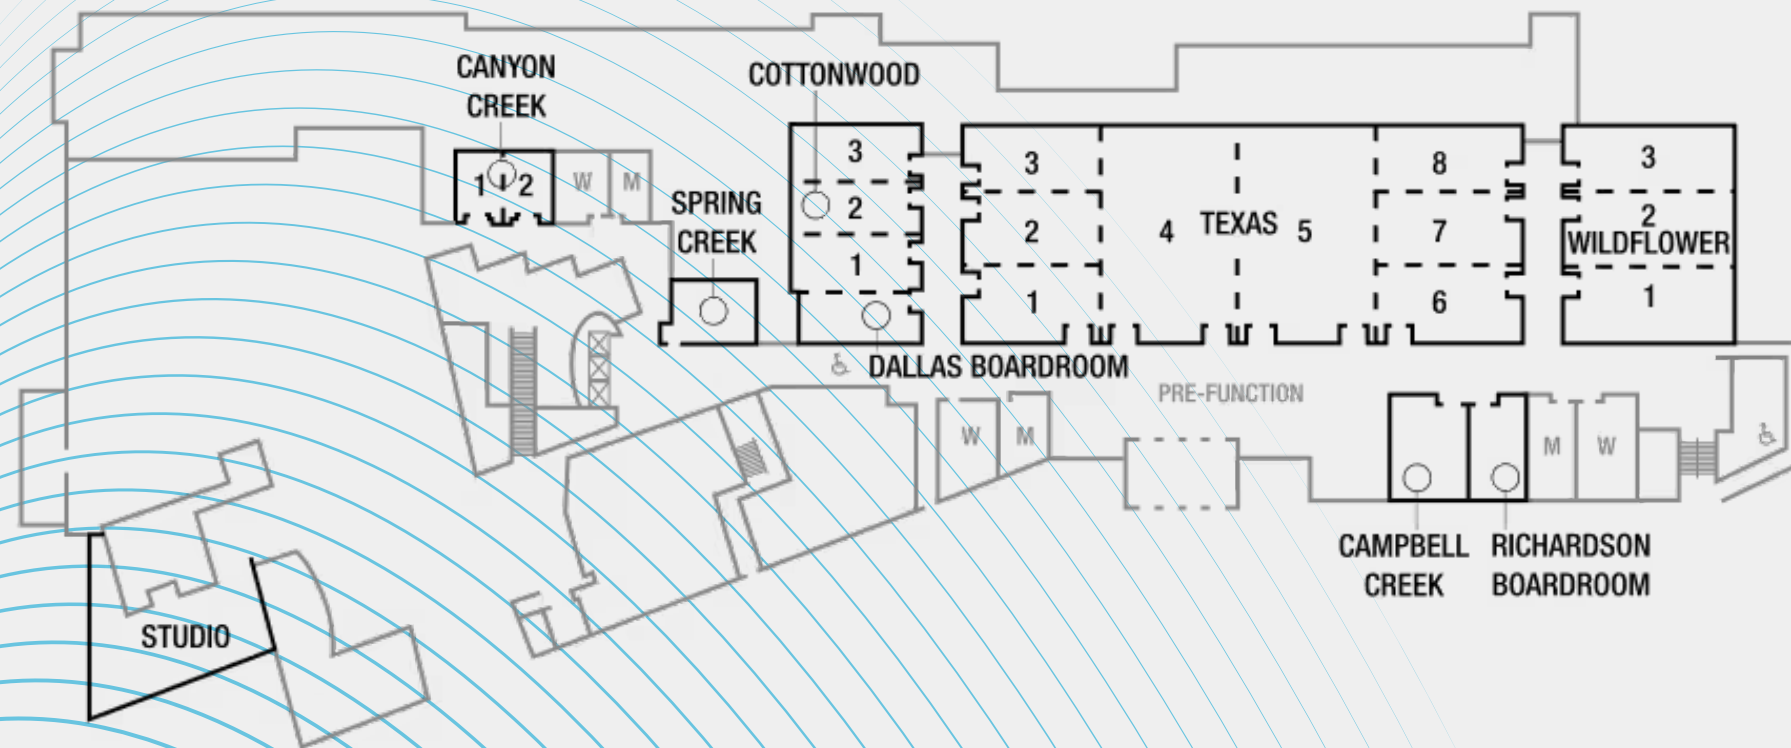 CANYON
CREEK
1 2
W
M
SPRING
CREEK
COTTONWOOD
3
2
1
DALLAS BOARDROOM
3
2
1
4
TEXAS
5
8
7
6
3
2
WILDFLOWER
1
PRE-FUNCTION
W
M
M
W
CAMPBELL
CREEK
RICHARDSON
BOARDROOM
STUDIO